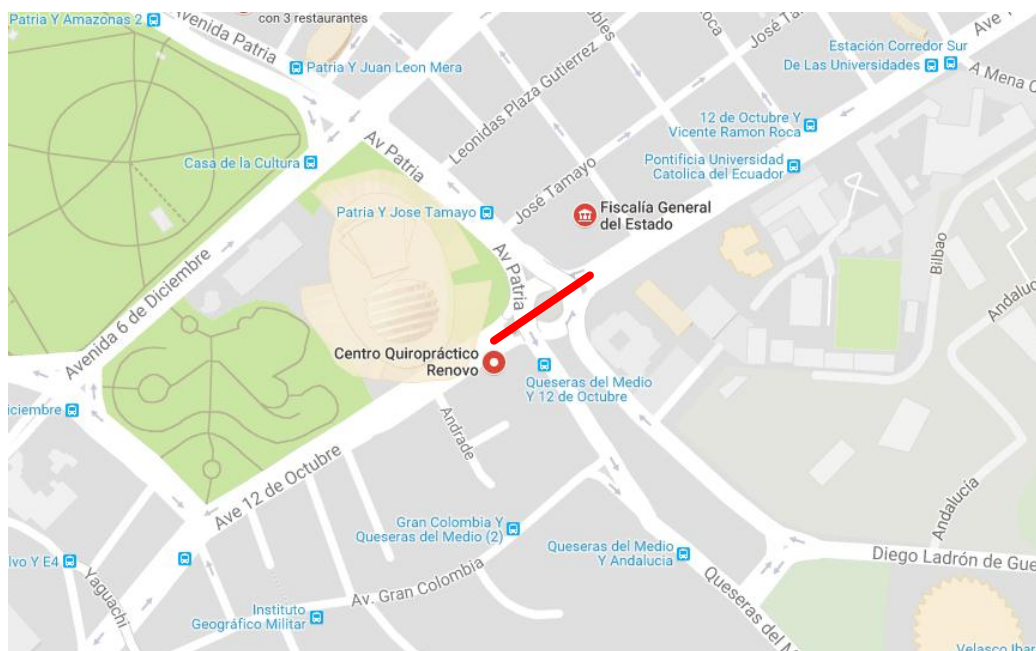 Patria Y Amazonas 2
con 3 restaurantes
Avenida Patria
Patria Y Juan Leon Mera
Leonidas Plaza Gutierrez
José Ta
Estación Corredor Sur
De Las Universidades
A Mena C
12 de Octubre Y
Vicente Ramon Roca
Casa de la Cultura
Av Patria
Pontificia Universidad
Catolica del Ecuador
José Tamayo
Patria Y Jose Tamayo
Fiscalía General
del Estado
Av Patria
Bilbao
Avenida 6 de Diciembre
Andaluc
Centro Quiropráctico
Renovo
Queseras del Medio
Y 12 de Octubre
iciembre
Andrade
Ave 12 de Octubre
Andalucía
Gran Colombia Y
Queseras del Medio (2)
Queseras del Medio
Y Andalucia
Diego Ladrón de Gue
lvo Y E4
Yaguachi
Av. Gran Colombia
Queseras del M
Instituto
Geográfico Militar
Velasco Ibar